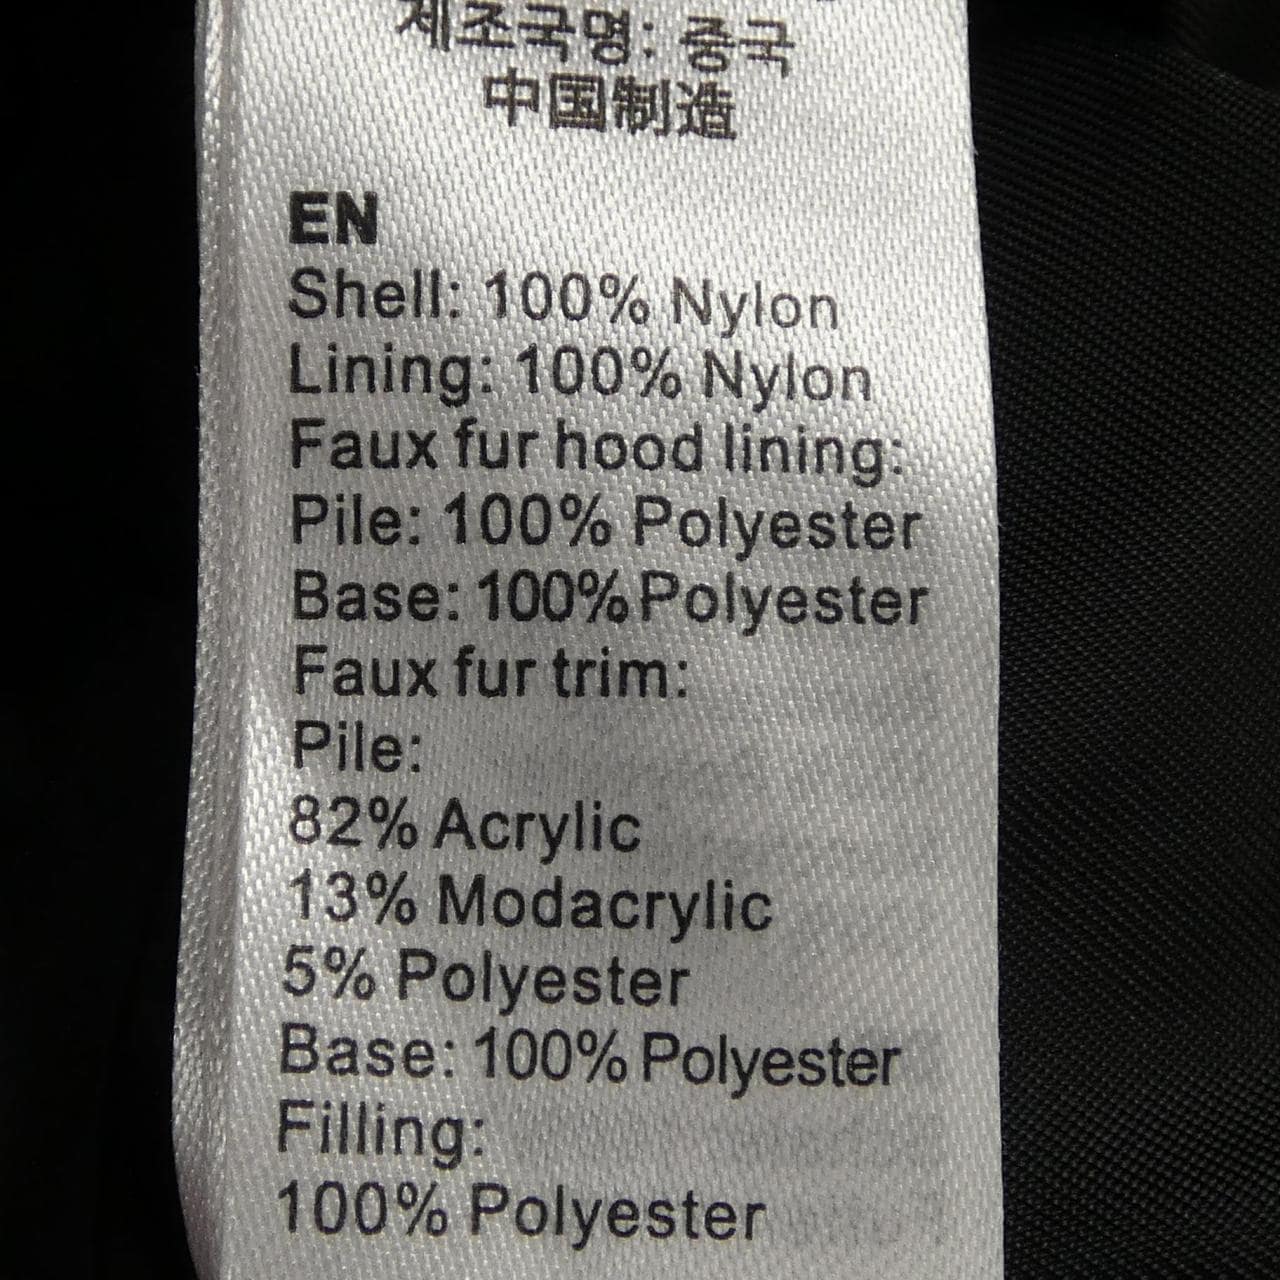 제조국명: 중국
中国制造
EN
Shell: 100% Nylon
Lining: 100% Nylon
Faux fur hood lining:
Pile: 100% Polyester
Base: 100% Polyester
Faux fur trim:
Pile:
82% Acrylic
13% Modacrylic
5% Polyester
Base: 100% Polyester
Filling:
100% Polyester